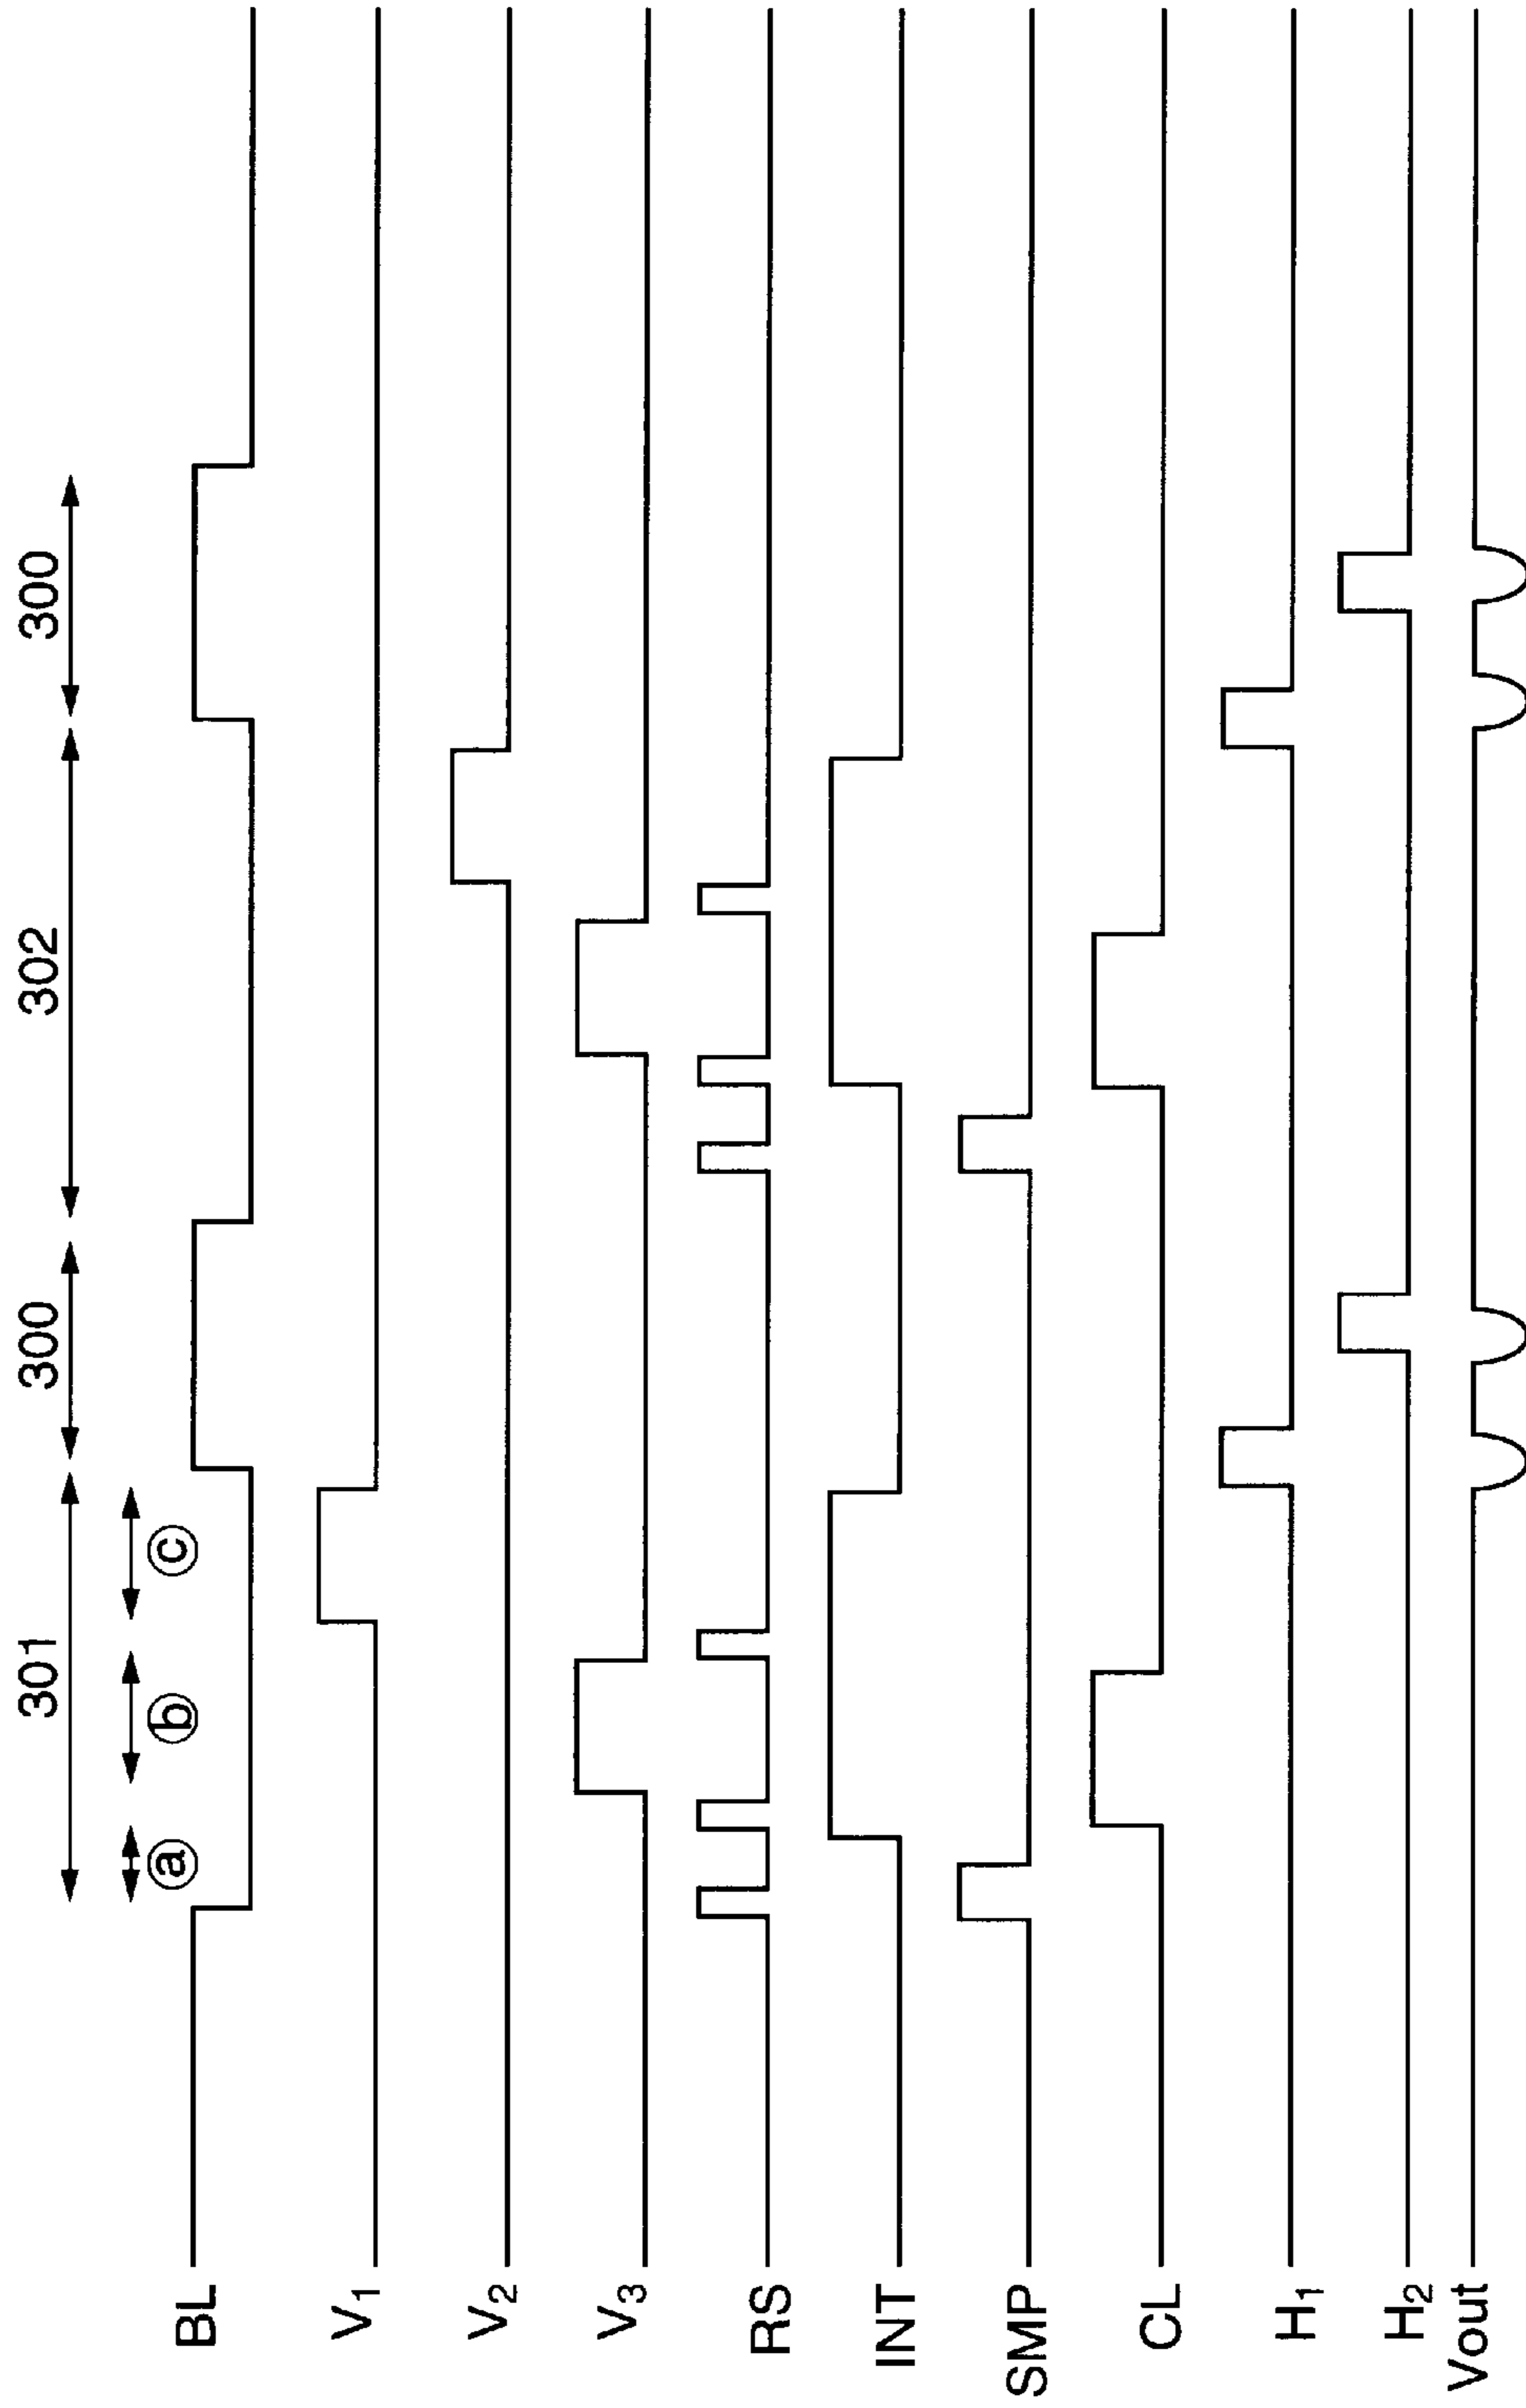 301
300
302
300
ⓐ
ⓑ
ⓒ
BL
V1
V2
V3
RS
INT
SMP
CL
H1
H2
Vout